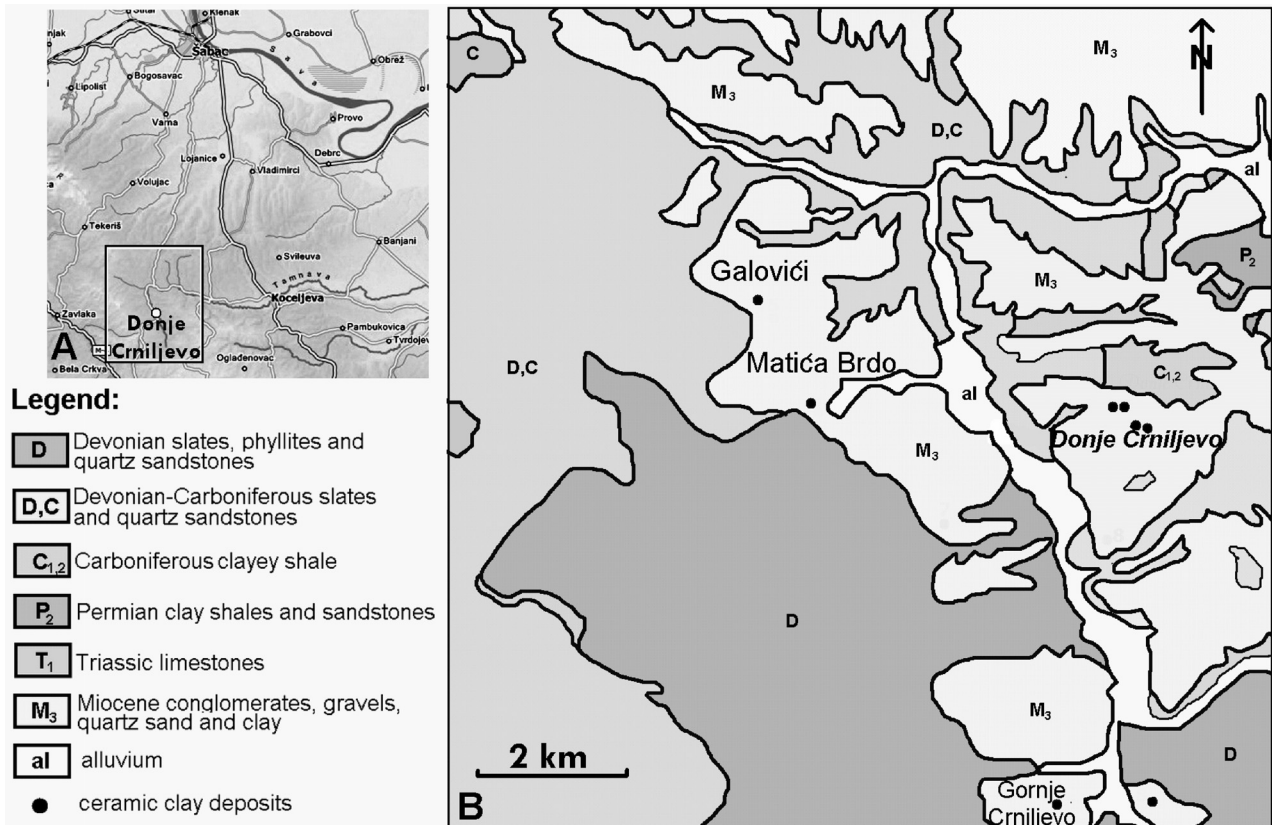 Klenak
Grabovci
Šabac
Sava
Obrež
Bogosavac
Lipolist
Varna
Provo
Lojanice
Debrc
Vladimirci
Volujac
Tekeriš
Banjani
Svileuva
Tamnava
Koceljeva
Zavlaka
Donje
Crniljevo
Pambukovica
Tvrdojev
Oglađenovac
Bela Crkva
A
Legend:
D Devonian slates, phyllites and
quartz sandstones
D,C Devonian-Carboniferous slates
and quartz sandstones
C1,2 Carboniferous clayey shale
P2 Permian clay shales and sandstones
T1 Triassic limestones
M3 Miocene conglomerates, gravels,
quartz sand and clay
al alluvium
ceramic clay deposits
C
M3
N
M3
D,C
al
P2
Galovići
M3
D,C
Matića Brdo
C1,2
al
Donje Crniljevo
M3
D
M3
D
2 km
B
Gornje
Crniljevo